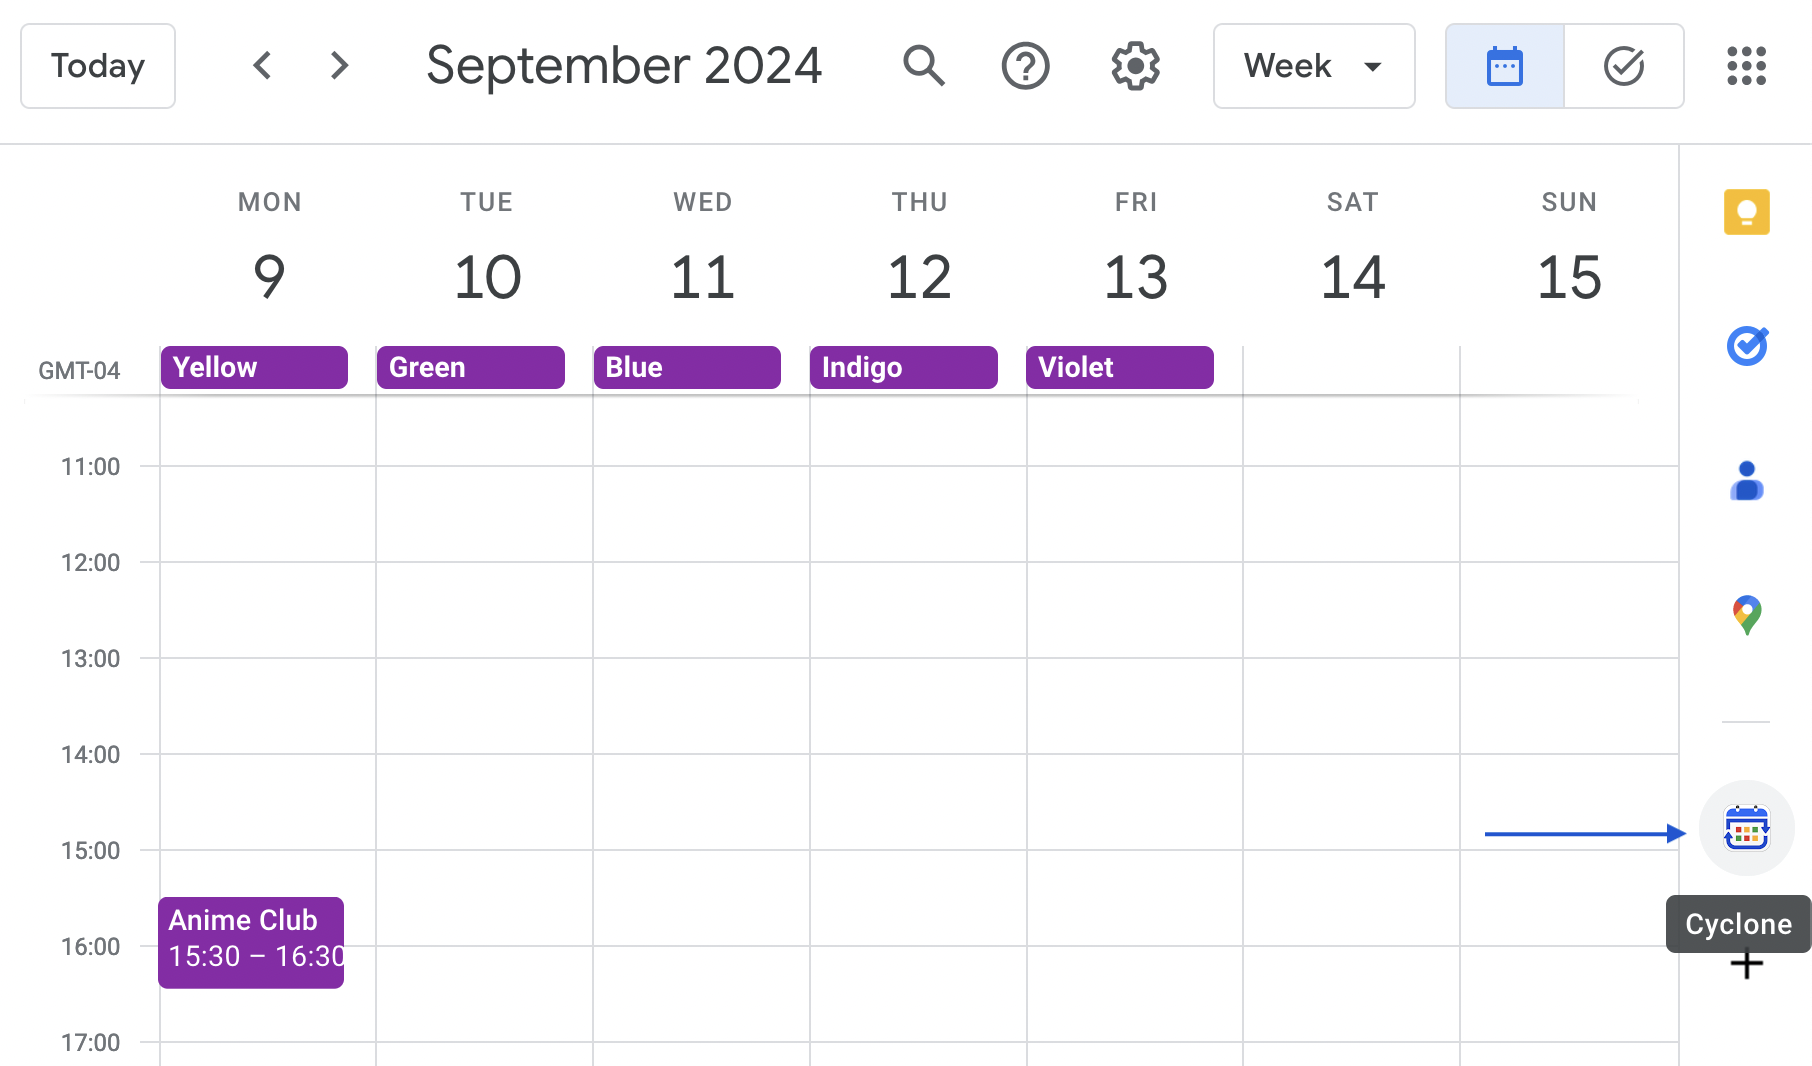 Today
September 2024
Week
MON TUE WED THU FRI SAT SUN
9 10 11 12 13 14 15
GMT-04 Yellow Green Blue Indigo Violet
11:00
12:00
13:00
14:00
15:00
Anime Club
15:30 – 16:30
16:00
Cyclone
17:00